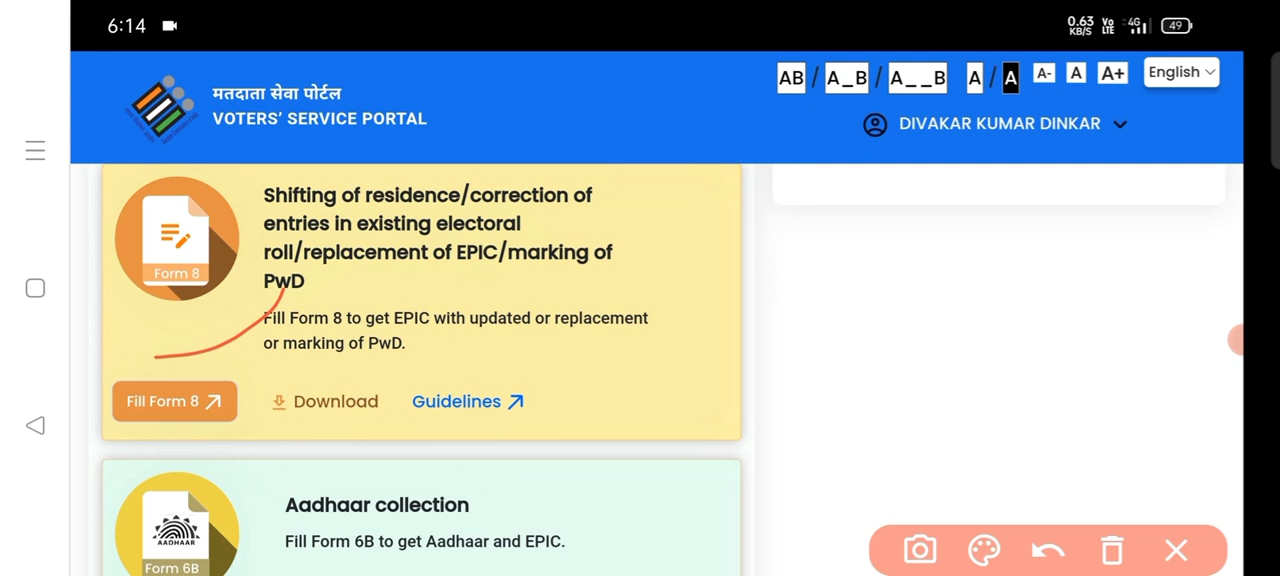 6:14
0.63 KB/S Vo LTE 4G 49
AB / A_B / A__B A / A A- A A+ English
मतदाता सेवा पोर्टल
VOTERS' SERVICE PORTAL
DIVAKAR KUMAR DINKAR
Shifting of residence/correction of
entries in existing electoral
roll/replacement of EPIC/marking of
PwD
Form 8
Fill Form 8 to get EPIC with updated or replacement
or marking of PwD.
Fill Form 8
Download
Guidelines
Aadhaar collection
Fill Form 6B to get Aadhaar and EPIC.
AADHAAR
Form 6B